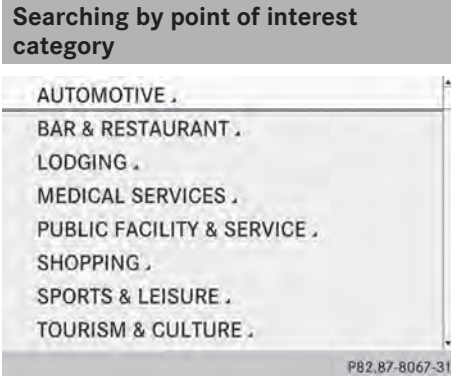 Searching by point of interest
category
AUTOMOTIVE
BAR & RESTAURANT
LODGING
MEDICAL SERVICES
PUBLIC FACILITY & SERVICE
SHOPPING
SPORTS & LEISURE
TOURISM & CULTURE
P82.87-8067-31